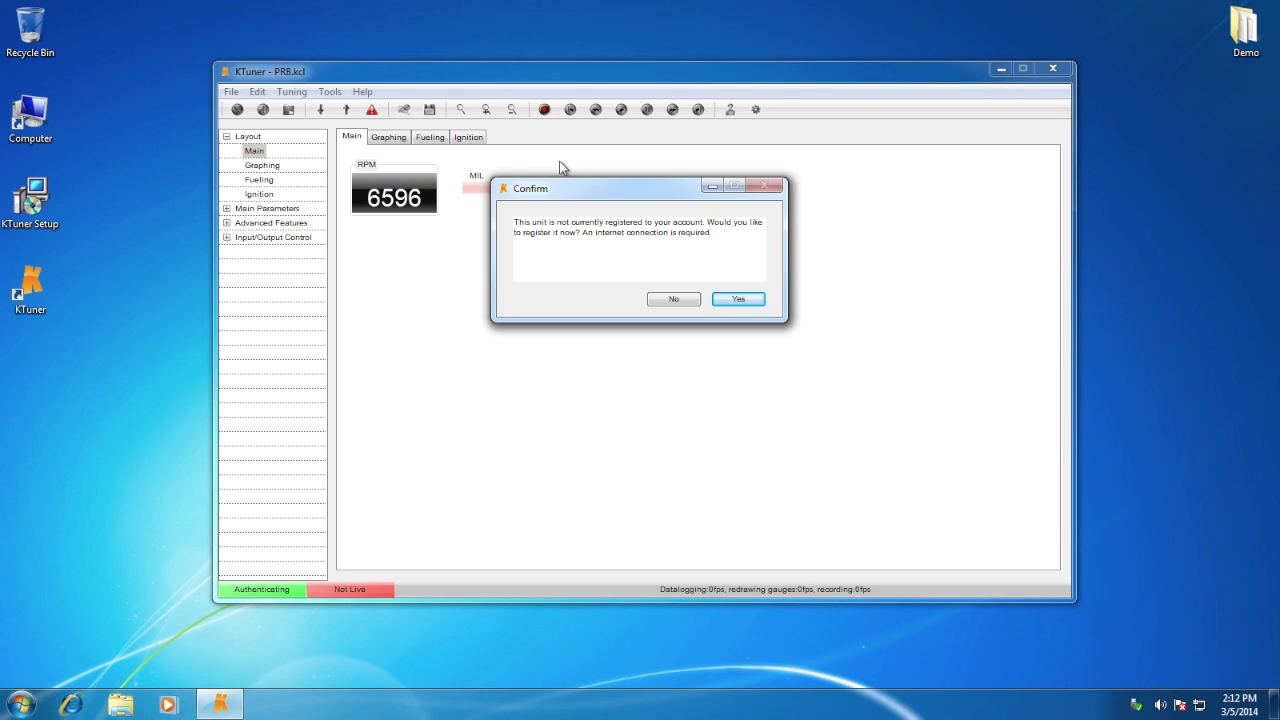 Recycle Bin
Computer
KTuner Setup
KTuner
Demo
KTuner - PRB.kcl
File Edit Tuning Tools Help
Layout
Main
Graphing
Fueling
Ignition
Main Parameters
Advanced Features
Input/Output Control
Main Graphing Fueling Ignition
RPM
6596
MIL
Confirm
This unit is not currently registered to your account. Would you like
to register it now? An internet connection is required.
No Yes
Authenticating Not Live Datalogging:0fps, redrawing gauges:0fps, recording:0fps
2:12 PM
3/5/2014